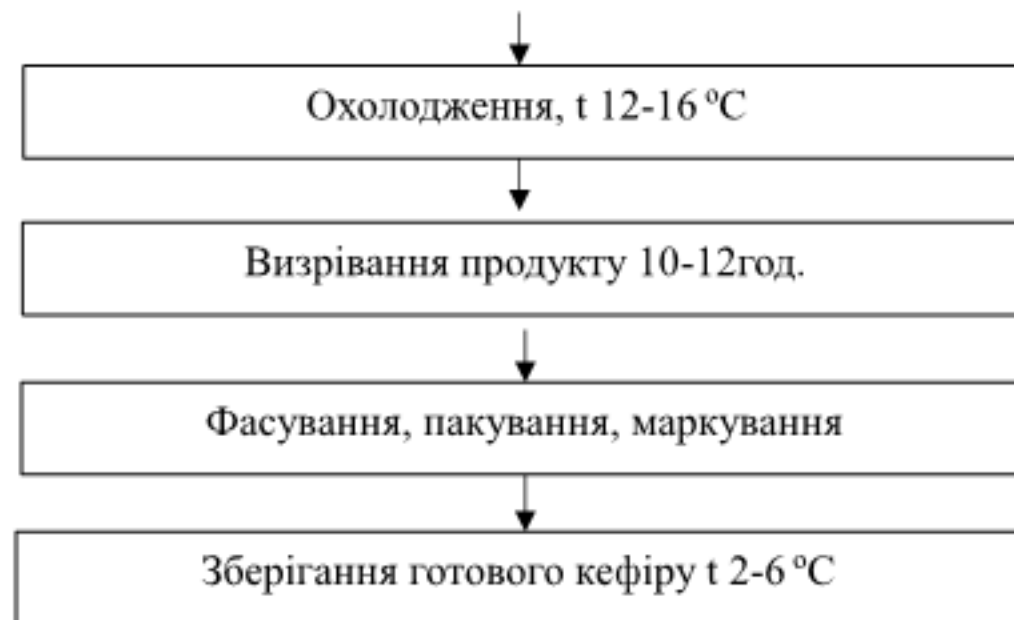 Охолодження, t 12-16 ºС
Визрівання продукту 10-12год.
Фасування, пакування, маркування
Зберігання готового кефіру t 2-6 ºС